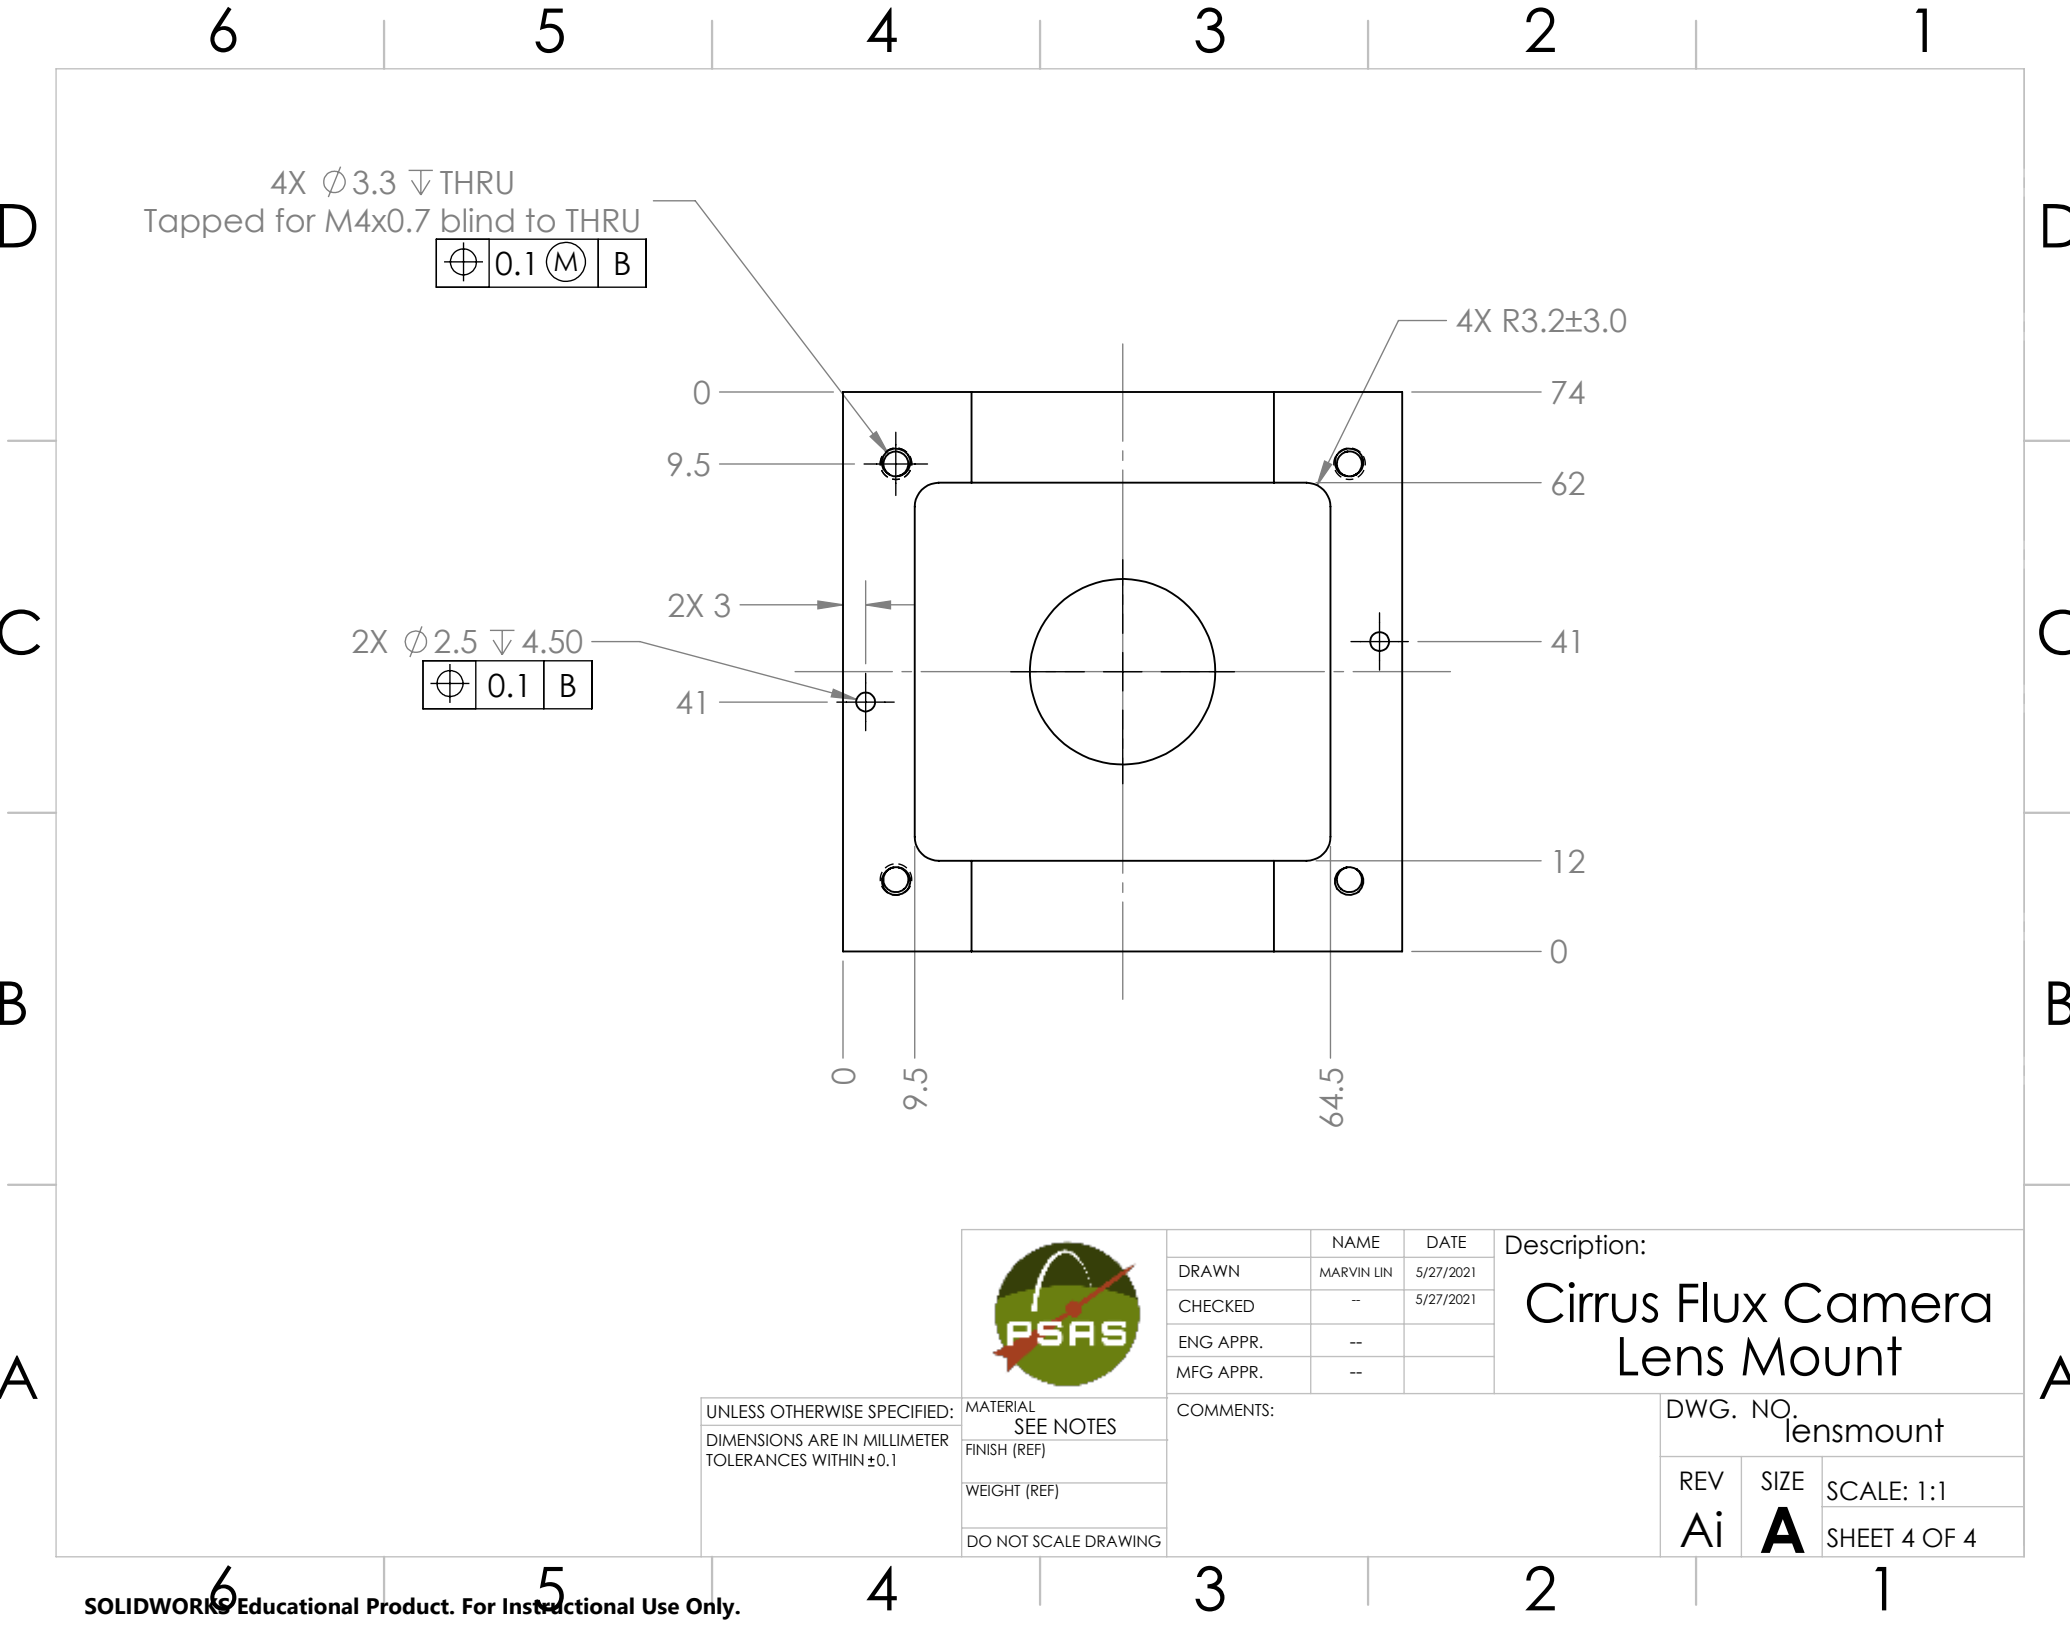 6 5 4 3 2 1
D D
4X ⌀3.3 ↧ THRU
Tapped for M4x0.7 blind to THRU
⌖ 0.1 Ⓜ B
4X R3.2±3.0
0 74
9.5 62
C C
2X 3
2X ⌀2.5 ↧ 4.50
⌖ 0.1 B
41
41
12
0
B B
0 9.5 64.5
A A
PSAS
NAME DATE
DRAWN MARVIN LIN 5/27/2021
CHECKED -- 5/27/2021
ENG APPR. --
MFG APPR. --
Description:
Cirrus Flux Camera
Lens Mount
UNLESS OTHERWISE SPECIFIED:
DIMENSIONS ARE IN MILLIMETER
TOLERANCES WITHIN ±0.1
MATERIAL
SEE NOTES
FINISH (REF)
WEIGHT (REF)
DO NOT SCALE DRAWING
COMMENTS:
DWG. NO.
lensmount
REV
Ai
SIZE
A
SCALE: 1:1
SHEET 4 OF 4
6 5 4 3 2 1
SOLIDWORKS Educational Product. For Instructional Use Only.